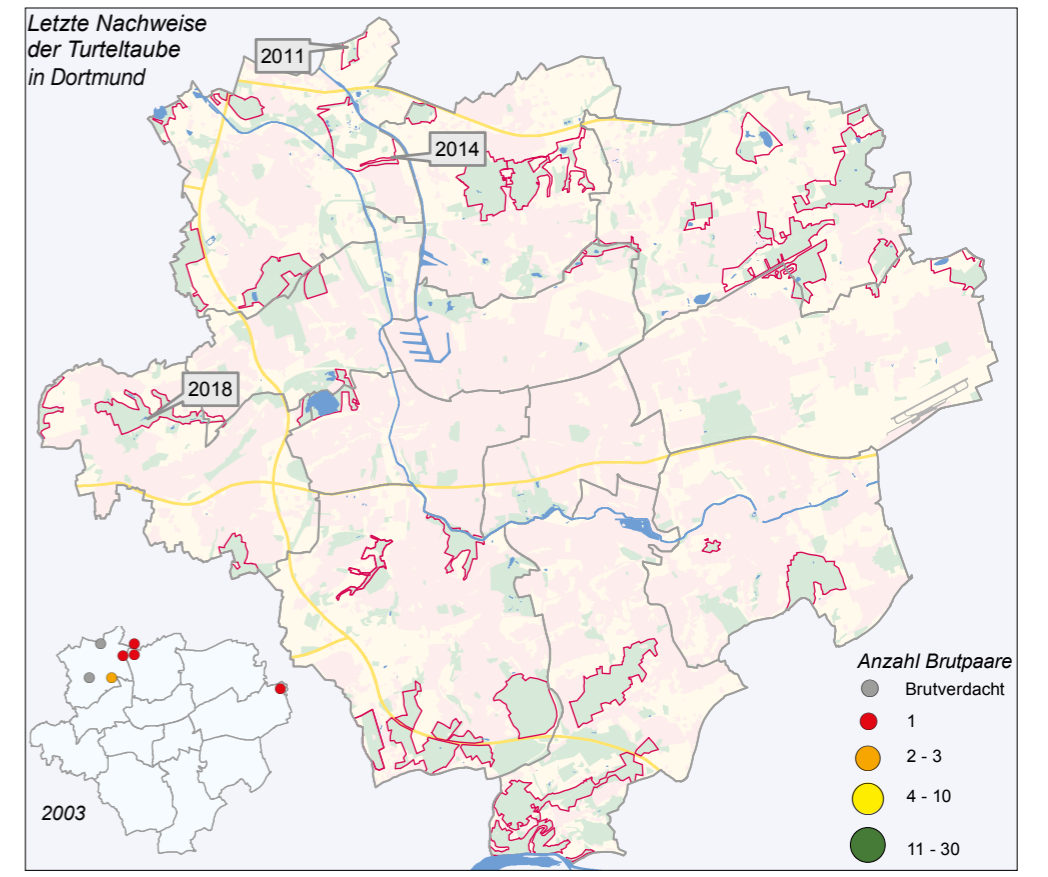 Letzte Nachweise
der Turteltaube
in Dortmund
2011
2014
2018
2003
Anzahl Brutpaare
Brutverdacht
1
2 - 3
4 - 10
11 - 30